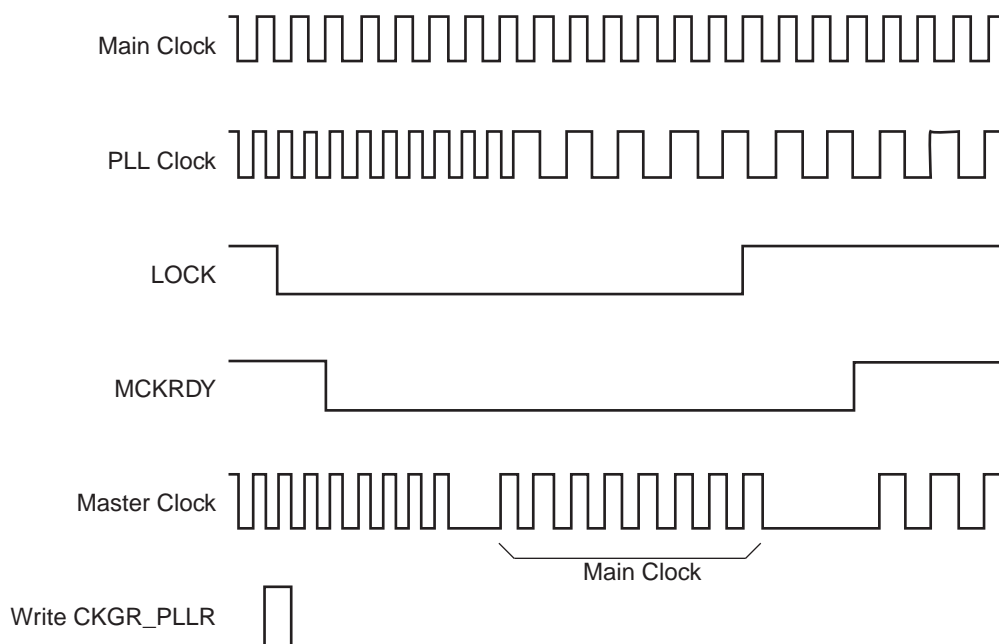 Main Clock
PLL Clock
LOCK
MCKRDY
Master Clock
Main Clock
Write CKGR_PLLR